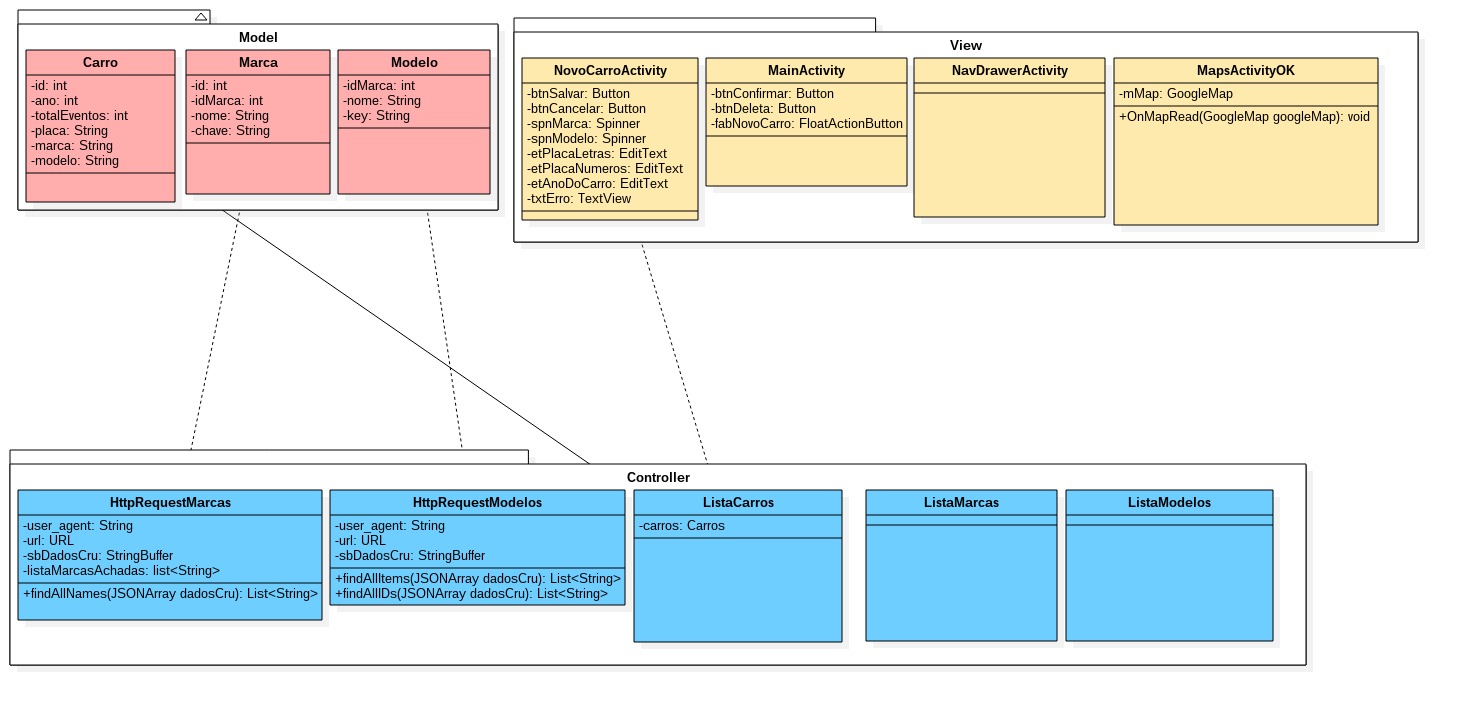 Model
Carro
-id: int
-ano: int
-totalEventos: int
-placa: String
-marca: String
-modelo: String
Marca
-id: int
-idMarca: int
-nome: String
-chave: String
Modelo
-idMarca: int
-nome: String
-key: String
View
NovoCarroActivity
-btnSalvar: Button
-btnCancelar: Button
-spnMarca: Spinner
-spnModelo: Spinner
-etPlacaLetras: EditText
-etPlacaNumeros: EditText
-etAnoDoCarro: EditText
-txtErro: TextView
MainActivity
-btnConfirmar: Button
-btnDeleta: Button
-fabNovoCarro: FloatActionButton
NavDrawerActivity
MapsActivityOK
-mMap: GoogleMap
+OnMapRead(GoogleMap googleMap): void
Controller
HttpRequestMarcas
-user_agent: String
-url: URL
-sbDadosCru: StringBuffer
-listaMarcasAchadas: list<String>
+findAllNames(JSONArray dadosCru): List<String>
HttpRequestModelos
-user_agent: String
-url: URL
-sbDadosCru: StringBuffer
+findAllItems(JSONArray dadosCru): List<String>
+findAllIDs(JSONArray dadosCru): List<String>
ListaCarros
-carros: Carros
ListaMarcas
ListaModelos